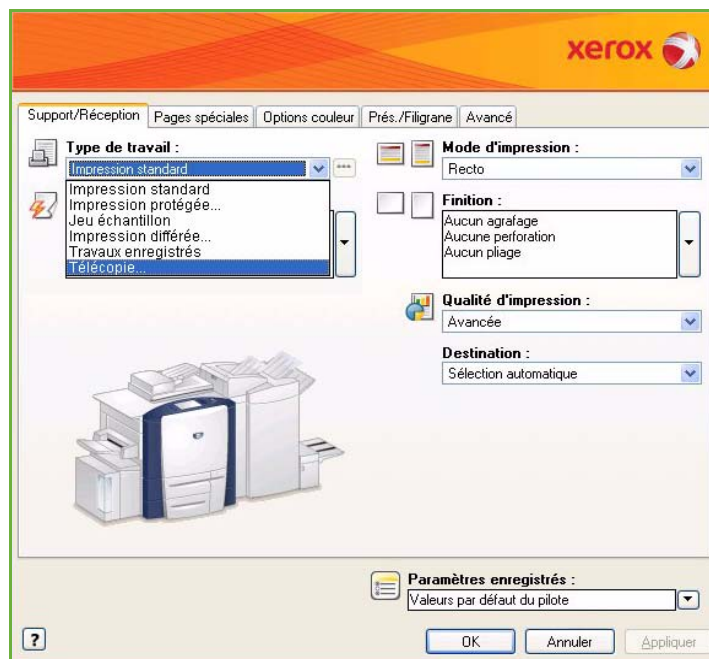 xerox
Support/Réception
Pages spéciales
Options couleur
Prés./Filigrane
Avancé
Type de travail :
Impression standard
Impression standard
Impression protégée...
Jeu échantillon
Impression différée...
Travaux enregistrés
Télécopie...
Mode d'impression :
Recto
Finition :
Aucun agrafage
Aucune perforation
Aucun pliage
Qualité d'impression :
Avancée
Destination :
Sélection automatique
Paramètres enregistrés :
Valeurs par défaut du pilote
?
OK
Annuler
Appliquer